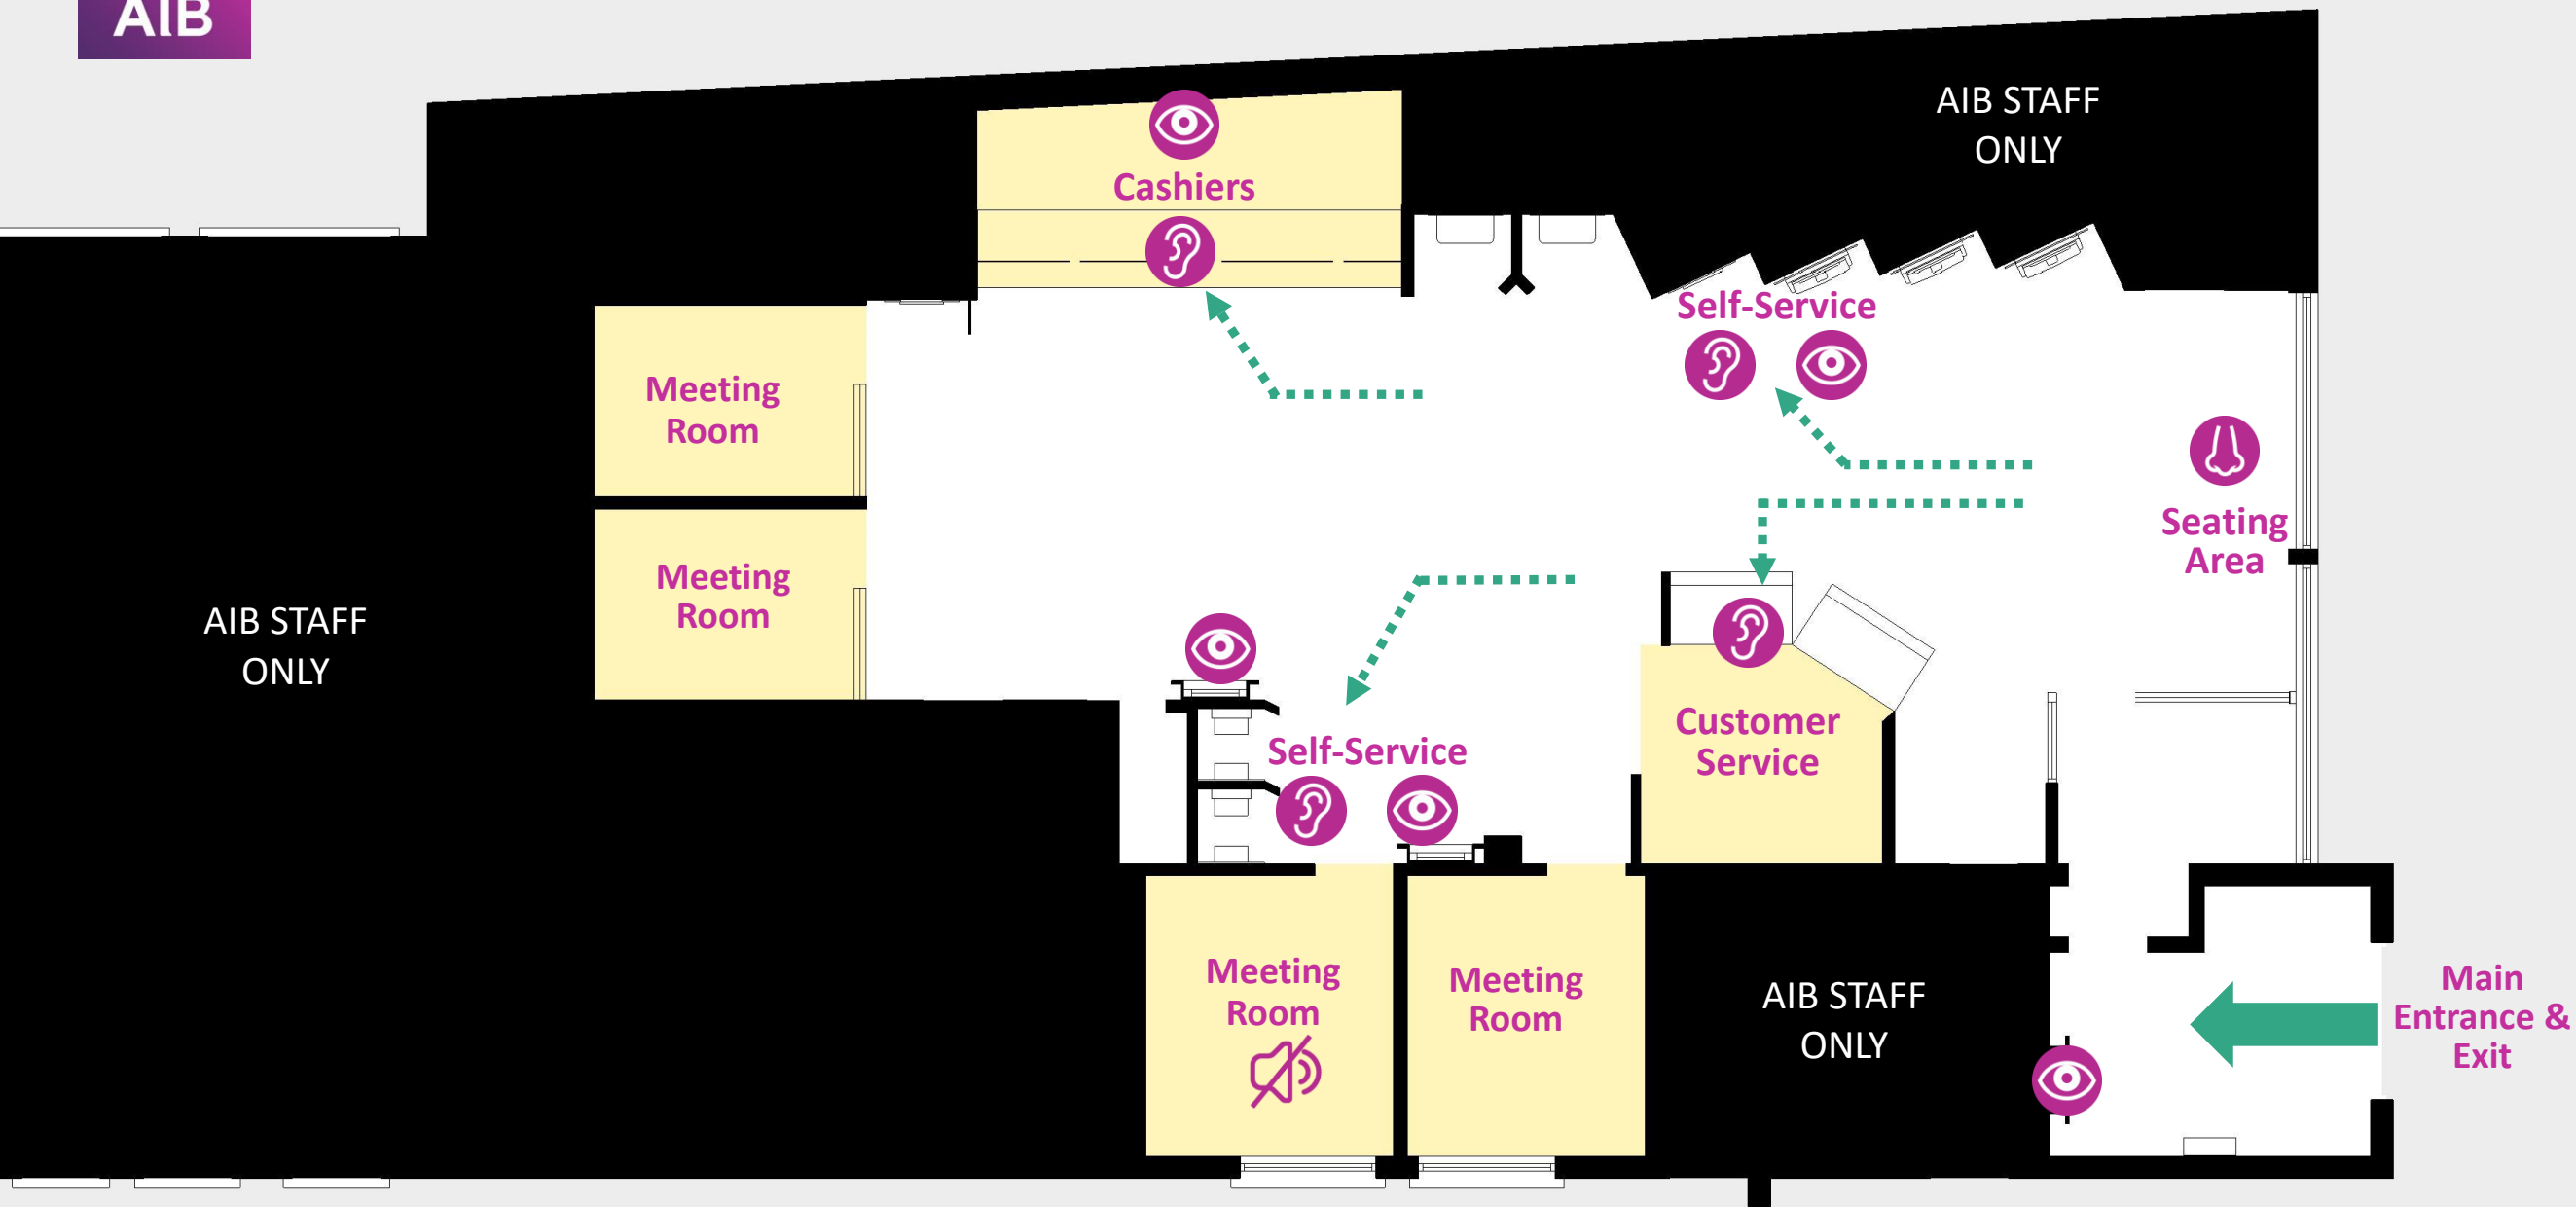 AIB
AIB STAFF
ONLY
Cashiers
Self-Service
Meeting
Room
Seating
Area
Meeting
Room
AIB STAFF
ONLY
Customer
Service
Self-Service
Meeting
Room
Meeting
Room
AIB STAFF
ONLY
Main
Entrance &
Exit